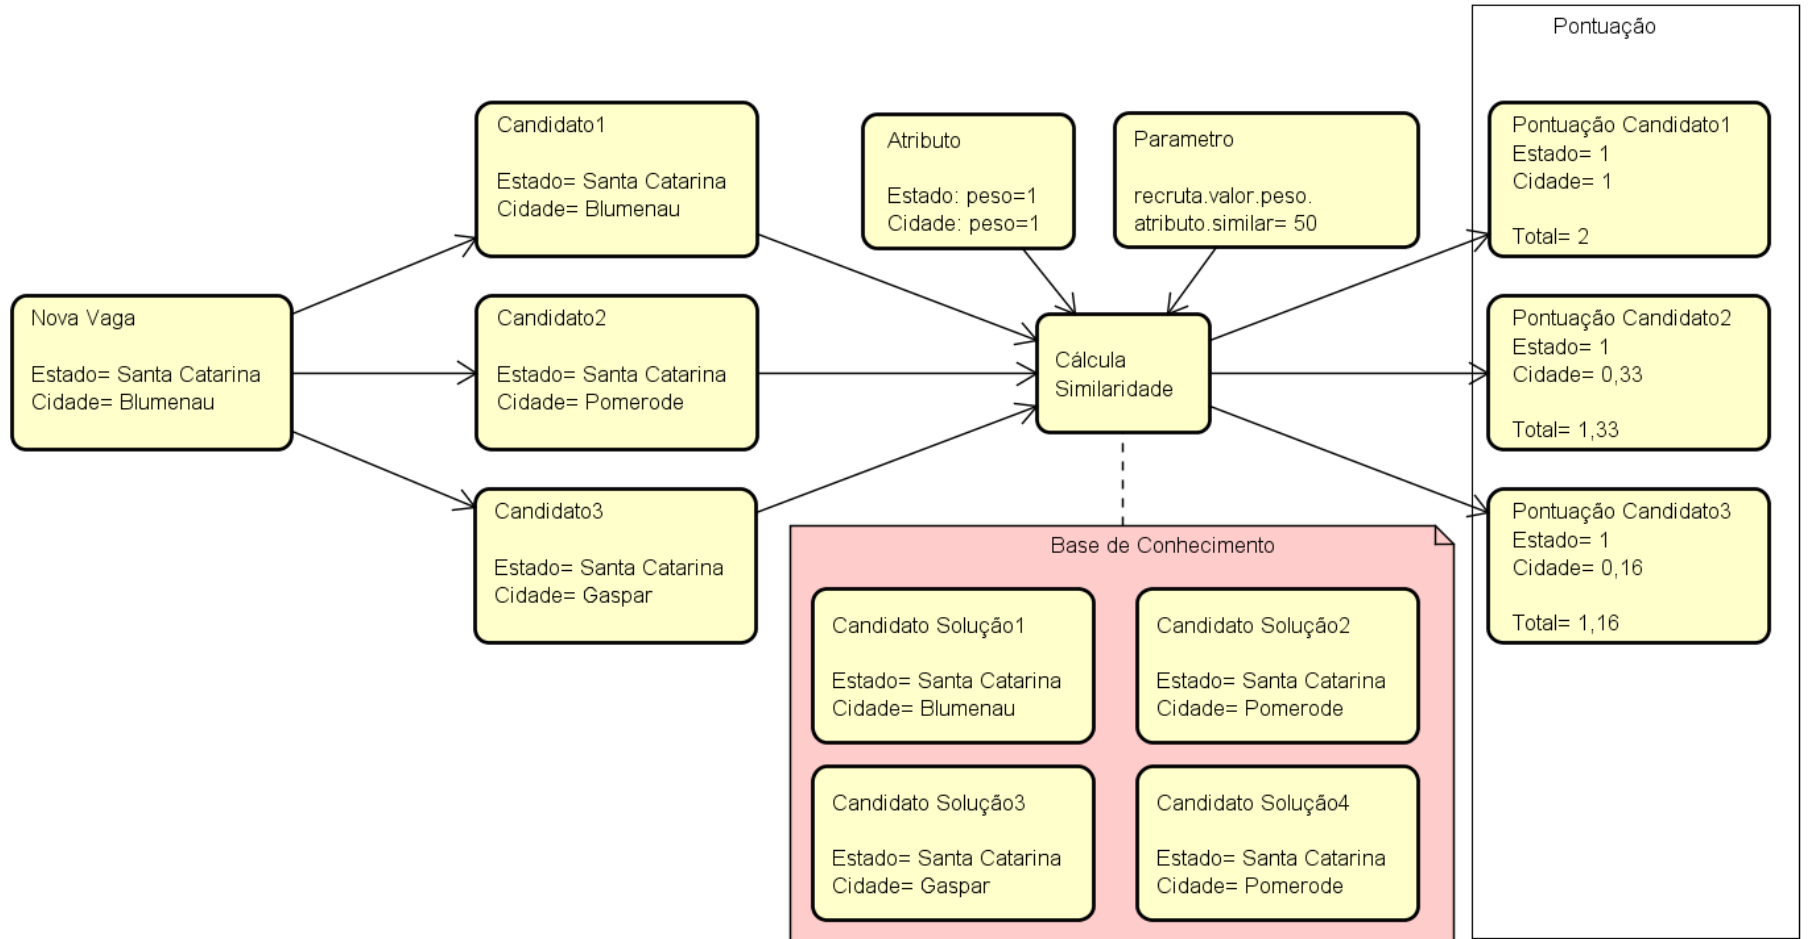 Pontuação
Nova Vaga
Estado= Santa Catarina
Cidade= Blumenau
Candidato1
Estado= Santa Catarina
Cidade= Blumenau
Candidato2
Estado= Santa Catarina
Cidade= Pomerode
Candidato3
Estado= Santa Catarina
Cidade= Gaspar
Atributo
Estado: peso=1
Cidade: peso=1
Parametro
recruta.valor.peso.
atributo.similar= 50
Cálcula
Similaridade
Base de Conhecimento
Candidato Solução1
Estado= Santa Catarina
Cidade= Blumenau
Candidato Solução2
Estado= Santa Catarina
Cidade= Pomerode
Candidato Solução3
Estado= Santa Catarina
Cidade= Gaspar
Candidato Solução4
Estado= Santa Catarina
Cidade= Pomerode
Pontuação Candidato1
Estado= 1
Cidade= 1
Total= 2
Pontuação Candidato2
Estado= 1
Cidade= 0,33
Total= 1,33
Pontuação Candidato3
Estado= 1
Cidade= 0,16
Total= 1,16